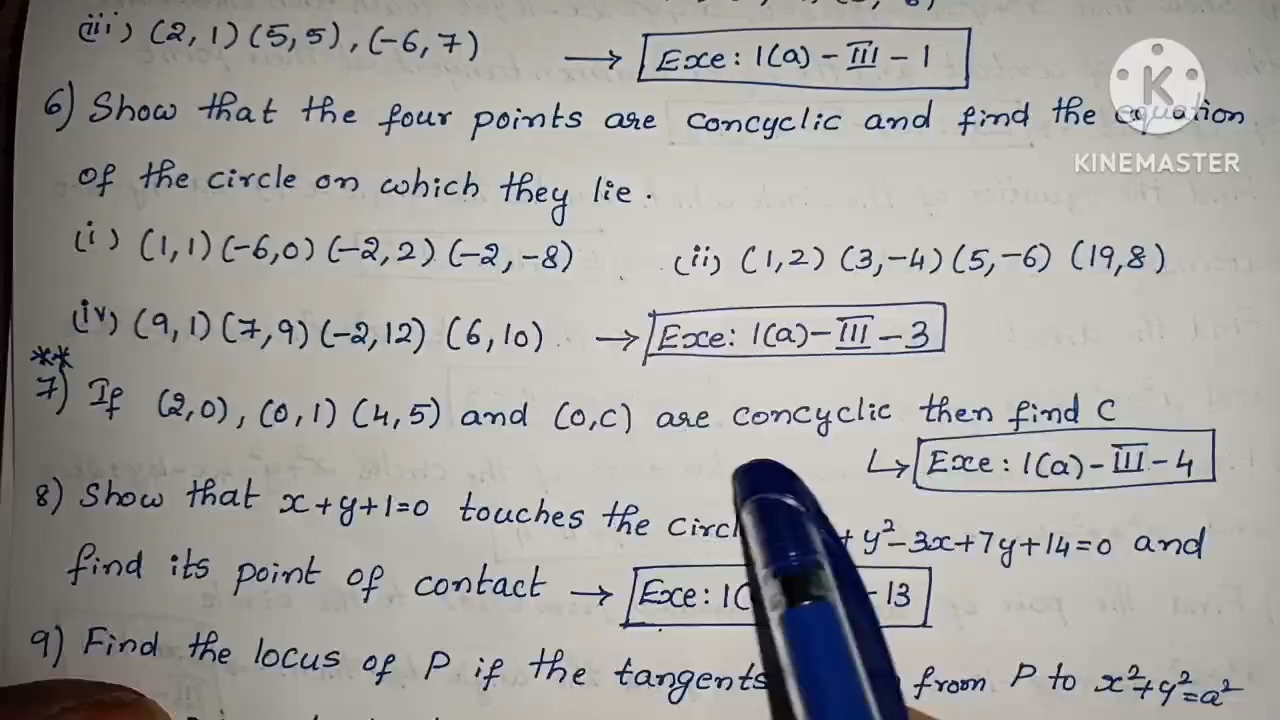 (iii) (2, 1) (5, 5), (-6, 7) → Exe: 1(a) - III - 1
6) Show that the four points are concyclic and find the equation
of the circle on which they lie.
(i) (1, 1) (-6, 0) (-2, 2) (-2, -8) (ii) (1, 2) (3, -4) (5, -6) (19, 8)
(iv) (9, 1) (7, 9) (-2, 12) (6, 10) → Exe: 1(a) - III - 3
** 7) If (2, 0), (0, 1) (4, 5) and (0, C) are concyclic then find C
↳ Exe: 1(a) - III - 4
8) Show that x+y+1=0 touches the circl + y²-3x+7y+14=0 and
find its point of contact → Exe: 1( - 13
9) Find the locus of P if the tangents from P to x²+y²=a²
K
KINEMASTER